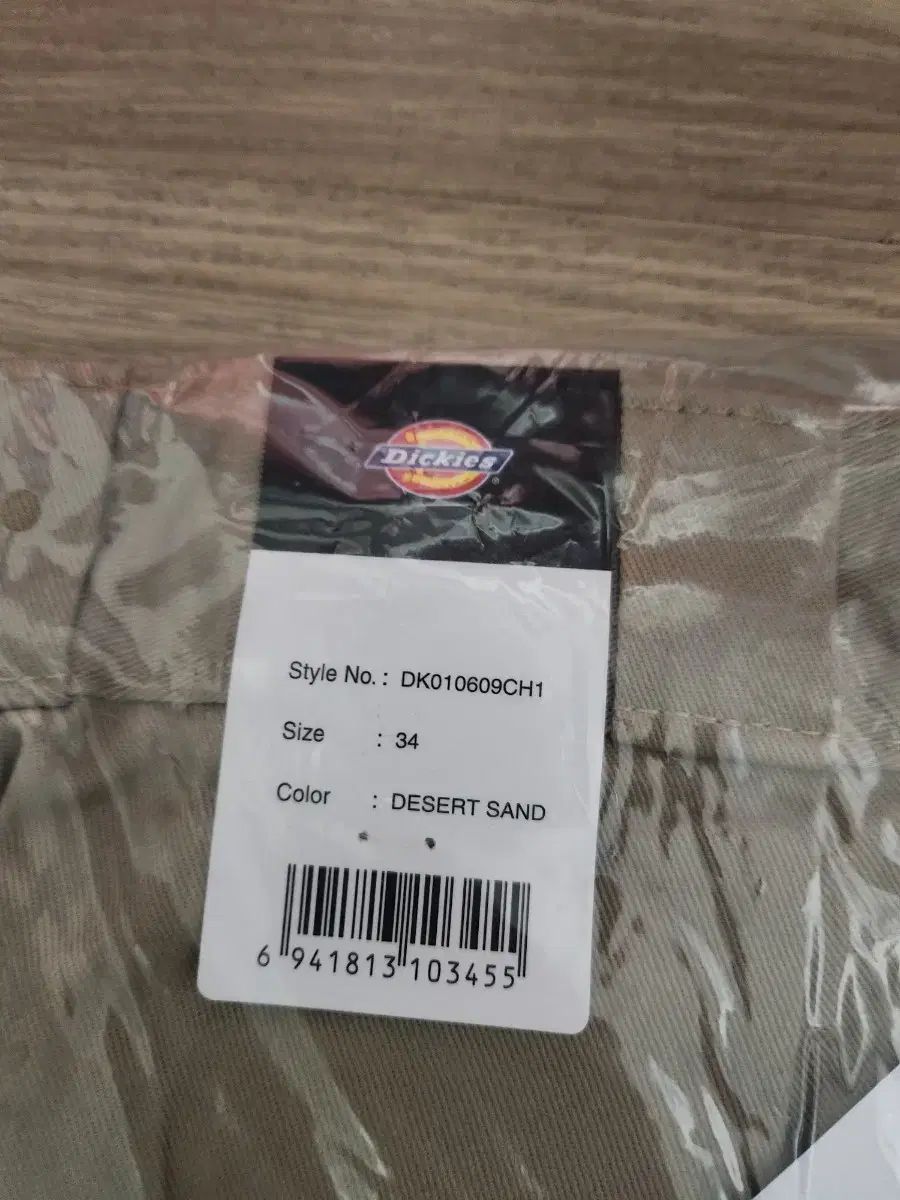 Dickies
Style No. : DK010609CH1
Size : 34
Color : DESERT SAND
6 941813 103455